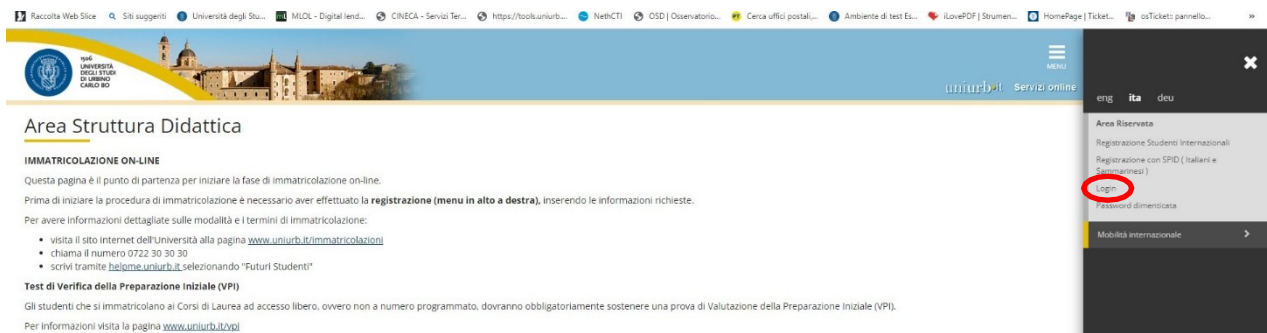 Raccolta Web Slice Siti suggeriti Università degli Stu... MLOL - Digital lend... CINECA - Servizi Ter... https://tools.uniurb... NethCTI OSD | Osservatorio... Cerca uffici postali,... Ambiente di test Es... iLovePDF | Strumen... HomePage | Ticket... osTicket:: pannello... »
1506
UNIVERSITÀ
DEGLI STUDI
DI URBINO
CARLO BO
MENU
uniurb.it Servizi online
eng ita deu
Area Riservata
Registrazione Studenti Internazionali
Registrazione con SPID ( Italiani e
Sammarinesi )
Login
Password dimenticata
Mobilità internazionale
Area Struttura Didattica
IMMATRICOLAZIONE ON-LINE
Questa pagina è il punto di partenza per iniziare la fase di immatricolazione on-line.
Prima di iniziare la procedura di immatricolazione è necessario aver effettuato la registrazione (menu in alto a destra), inserendo le informazioni richieste.
Per avere informazioni dettagliate sulle modalità e i termini di immatricolazione:
• visita il sito internet dell'Università alla pagina www.uniurb.it/immatricolazioni
• chiama il numero 0722 30 30 30
• scrivi tramite helpme.uniurb.it selezionando "Futuri Studenti"
Test di Verifica della Preparazione Iniziale (VPI)
Gli studenti che si immatricolano ai Corsi di Laurea ad accesso libero, ovvero non a numero programmato, dovranno obbligatoriamente sostenere una prova di Valutazione della Preparazione Iniziale (VPI).
Per informazioni visita la pagina www.uniurb.it/vpi